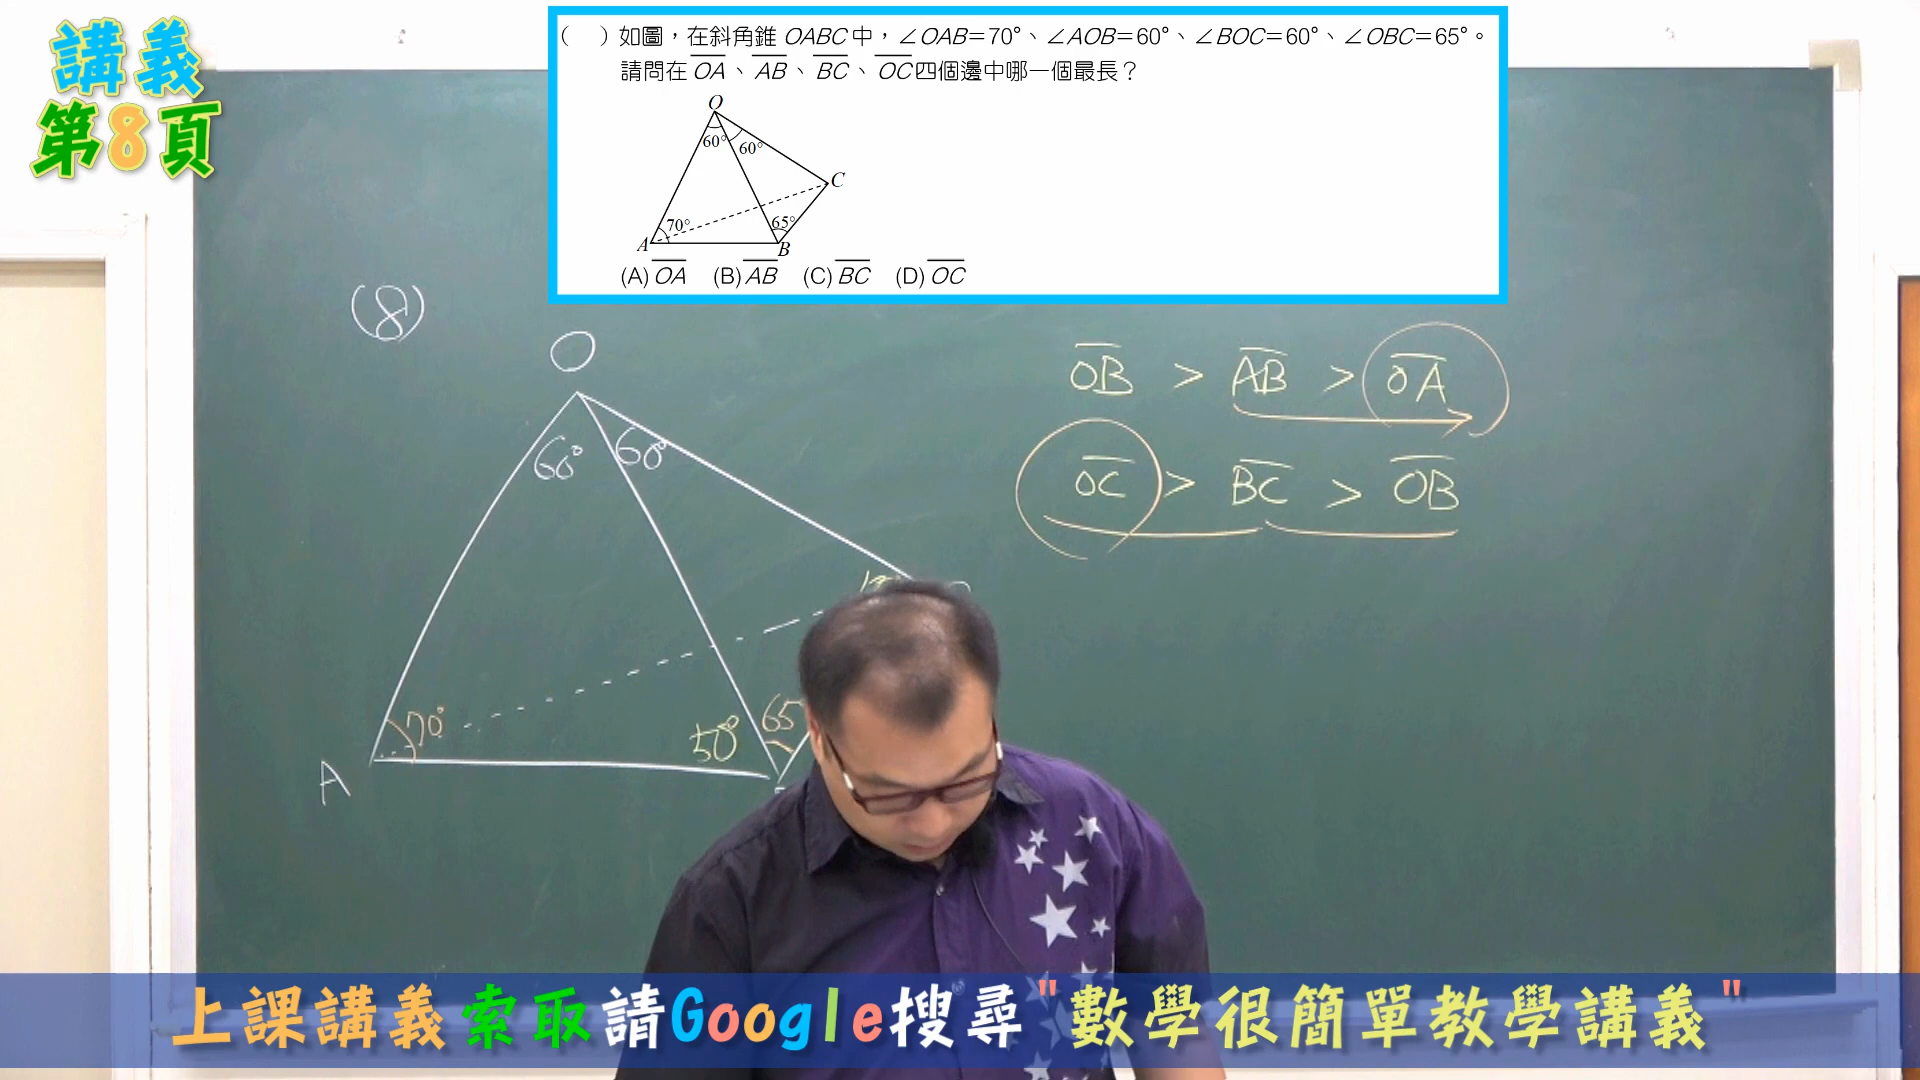 講義
第8頁
（　）如圖，在斜角錐 OABC 中，∠OAB＝70°、∠AOB＝60°、∠BOC＝60°、∠OBC＝65°。
請問在 OA、AB、BC、OC 四個邊中哪一個最長？
O
60°
60°
C
70°
65°
A
B
(A) OA (B) AB (C) BC (D) OC
(8)
O
60°
60°
OB > AB > OA
OC > BC > OB
70°
50°
65
A
上課講義索取請Google搜尋"數學很簡單教學講義"